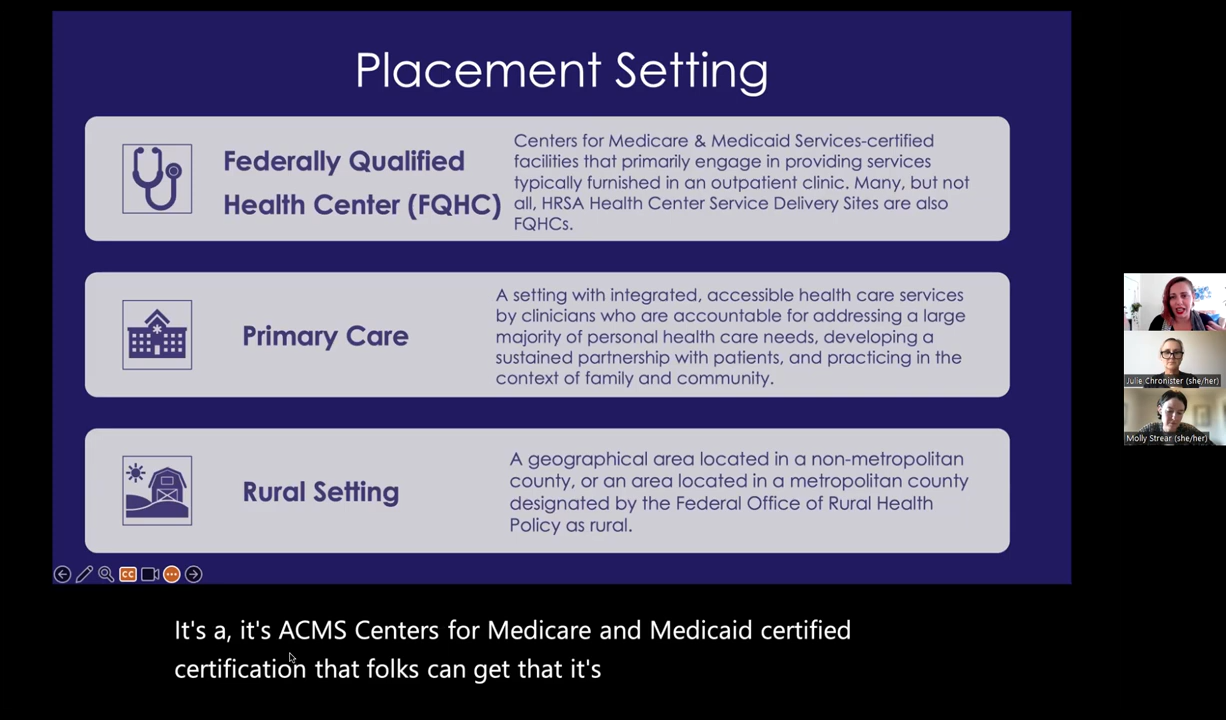 Placement Setting
Federally Qualified
Health Center (FQHC)
Centers for Medicare & Medicaid Services-certified
facilities that primarily engage in providing services
typically furnished in an outpatient clinic. Many, but not
all, HRSA Health Center Service Delivery Sites are also
FQHCs.
Primary Care
A setting with integrated, accessible health care services
by clinicians who are accountable for addressing a large
majority of personal health care needs, developing a
sustained partnership with patients, and practicing in the
context of family and community.
Rural Setting
A geographical area located in a non-metropolitan
county, or an area located in a metropolitan county
designated by the Federal Office of Rural Health
Policy as rural.
CC
Julie Chronister (she/her)
Molly Strear (she/her)
It's a, it's ACMS Centers for Medicare and Medicaid certified
certification that folks can get that it's